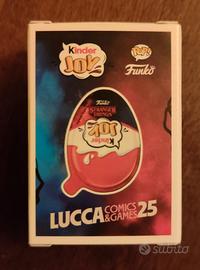 Kinder JOY
POP! Funko
Funko
STRANGER THINGS
Kinder JOY
LUCCA COMICS &GAMES 25
subito